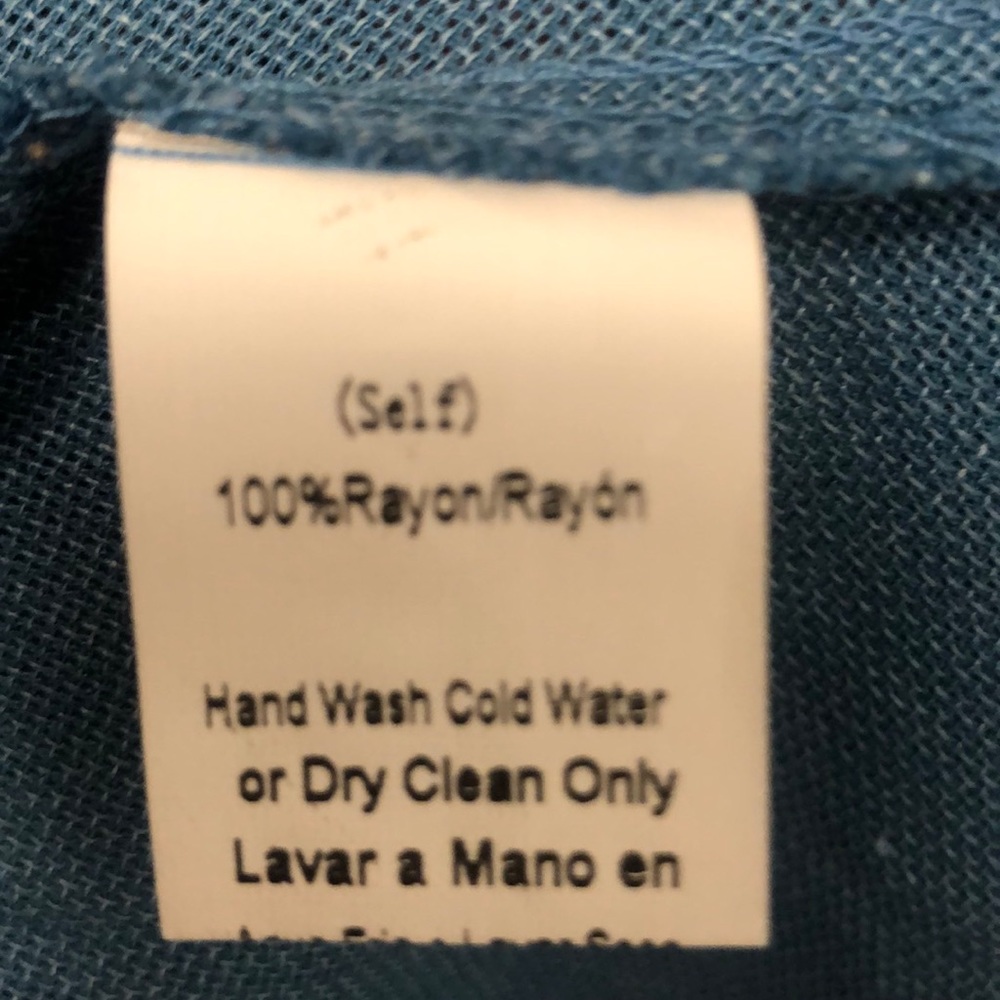 (Self)
100%Rayon/Rayón
Hand Wash Cold Water
or Dry Clean Only
Lavar a Mano en